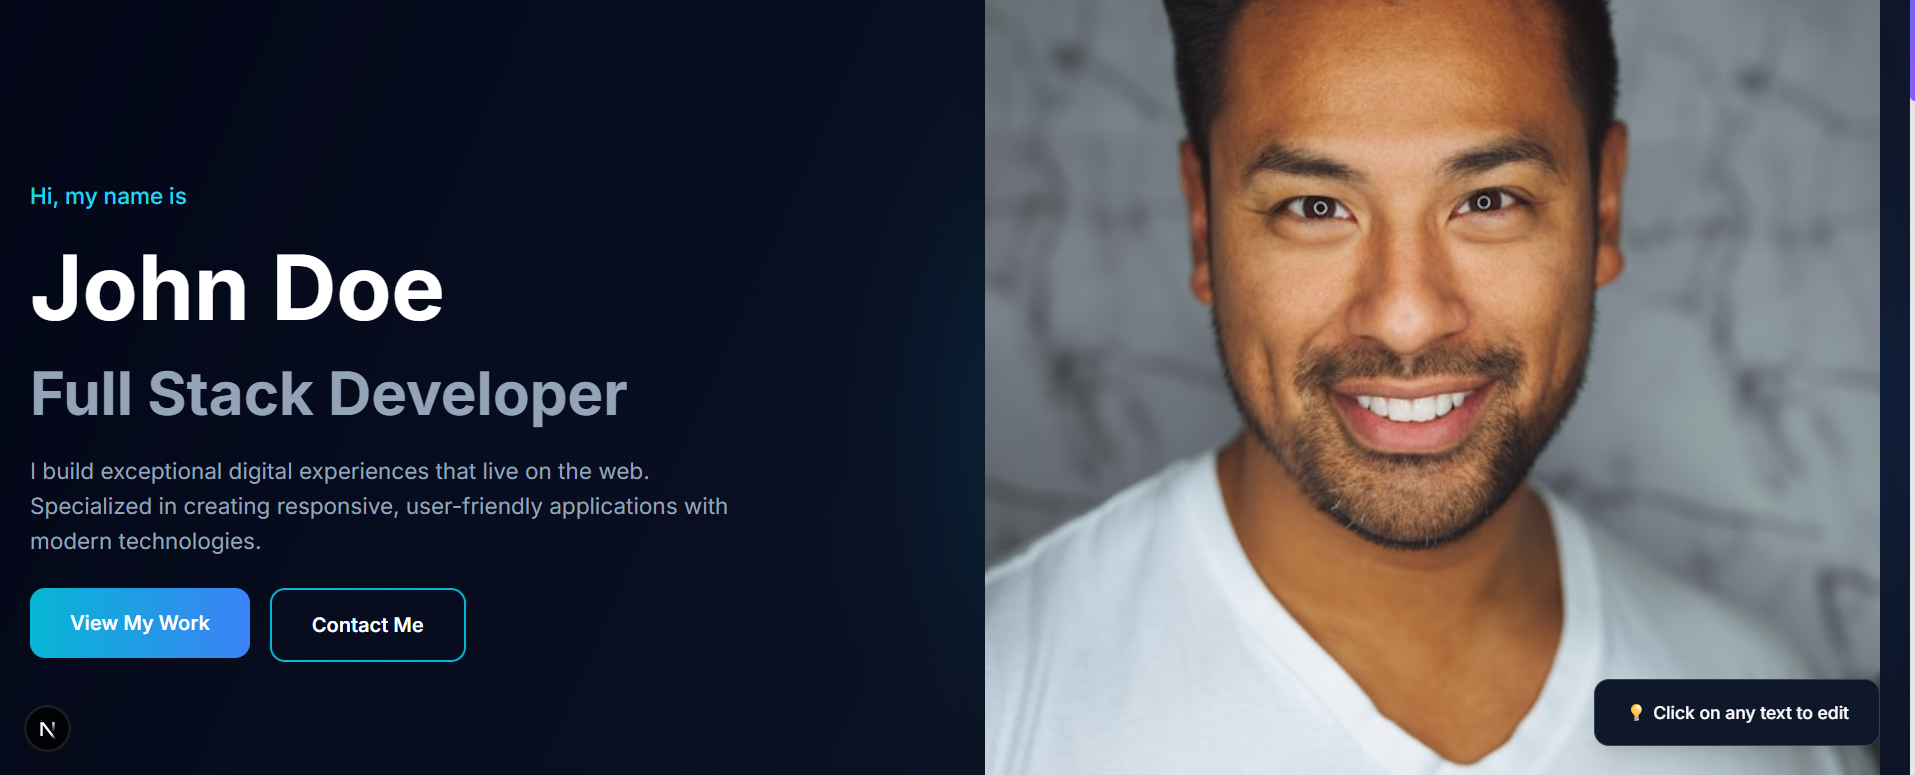 Hi, my name is
John Doe
Full Stack Developer
I build exceptional digital experiences that live on the web.
Specialized in creating responsive, user-friendly applications with
modern technologies.
View My Work
Contact Me
N
💡 Click on any text to edit